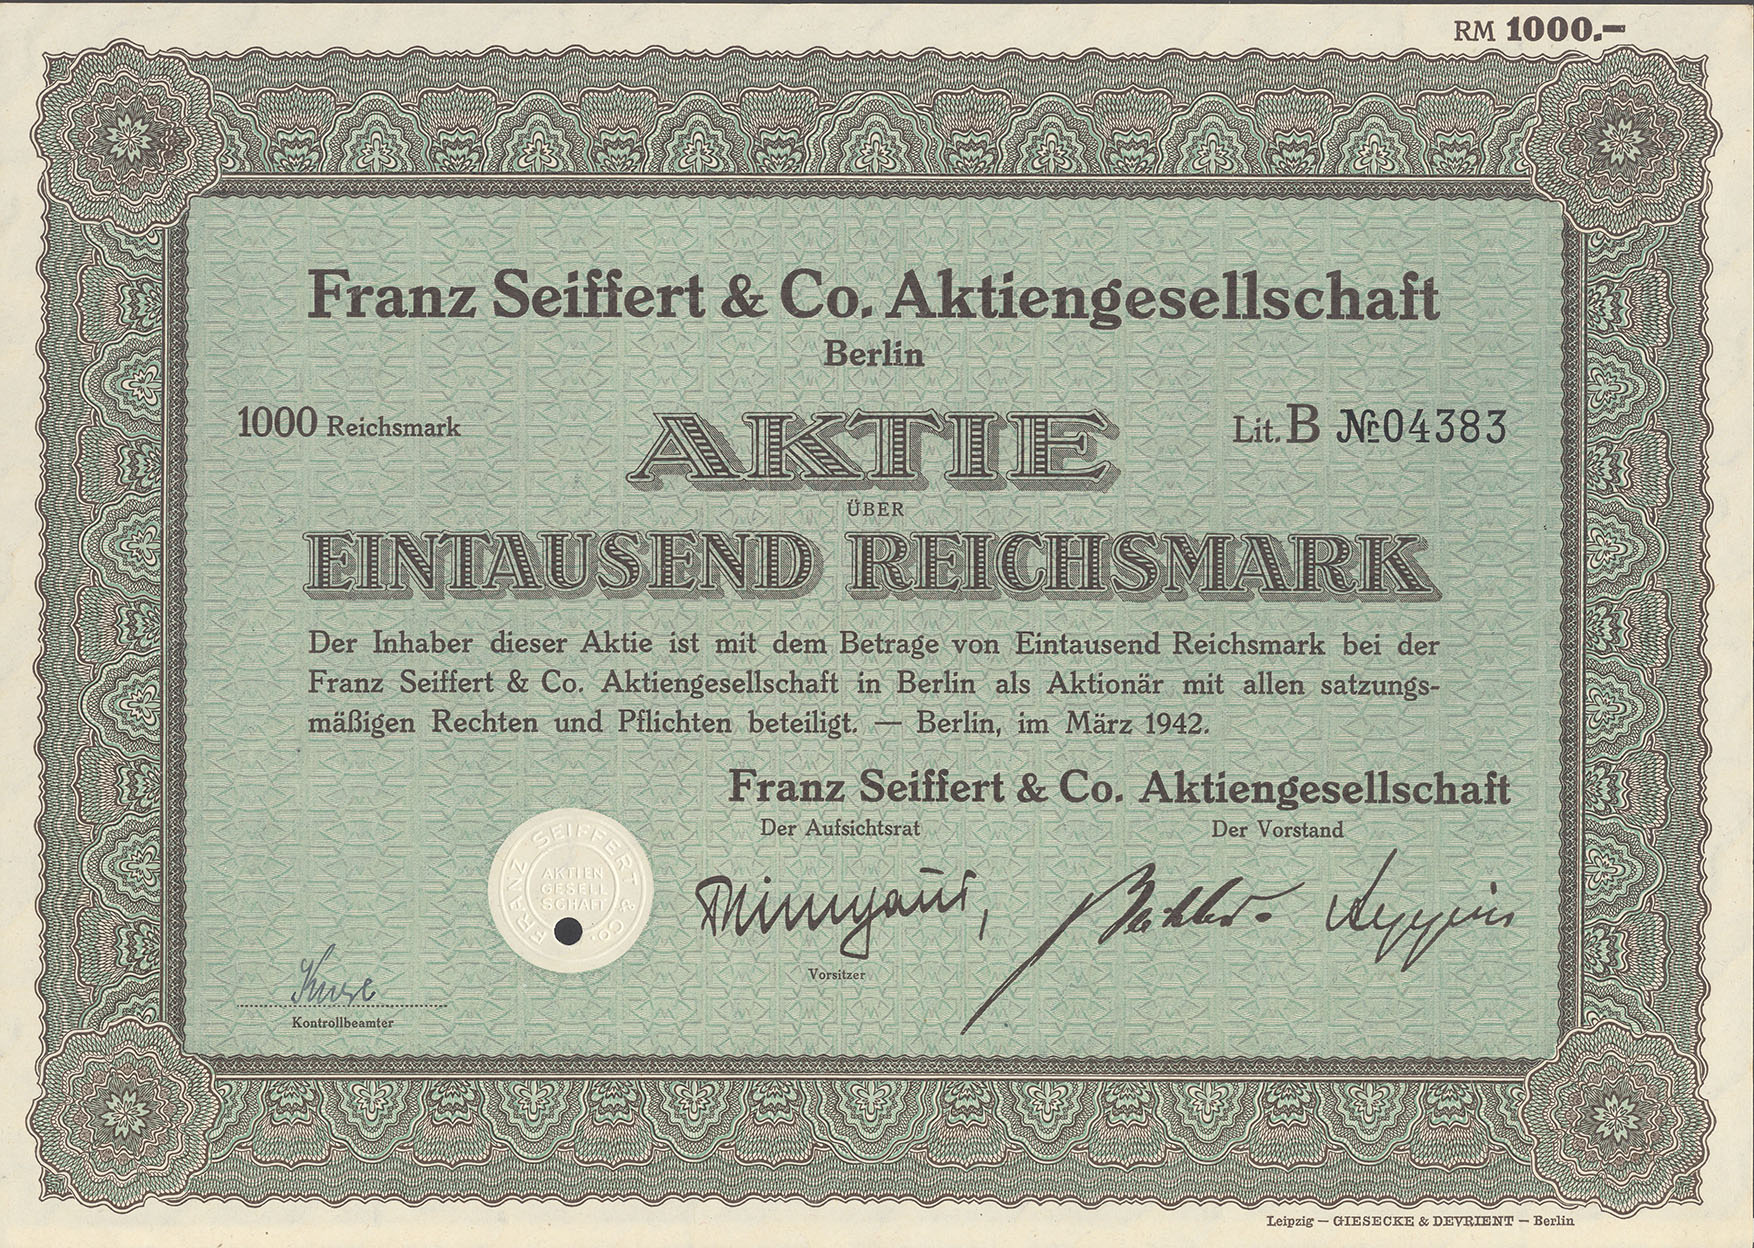 RM 1000.–
Franz Seiffert & Co. Aktiengesellschaft
Berlin
1000 Reichsmark
AKTIE
Lit. B № 04383
ÜBER
EINTAUSEND REICHSMARK
Der Inhaber dieser Aktie ist mit dem Betrage von Eintausend Reichsmark bei der
Franz Seiffert & Co. Aktiengesellschaft in Berlin als Aktionär mit allen satzungs-
mäßigen Rechten und Pflichten beteiligt. — Berlin, im März 1942.
Franz Seiffert & Co. Aktiengesellschaft
Der Aufsichtsrat
Der Vorstand
FRANZ SEIFFERT & CO.
AKTIEN
GESELL
SCHAFT
Vorsitzer
Kontrollbeamter
Leipzig — GIESECKE & DEVRIENT — Berlin